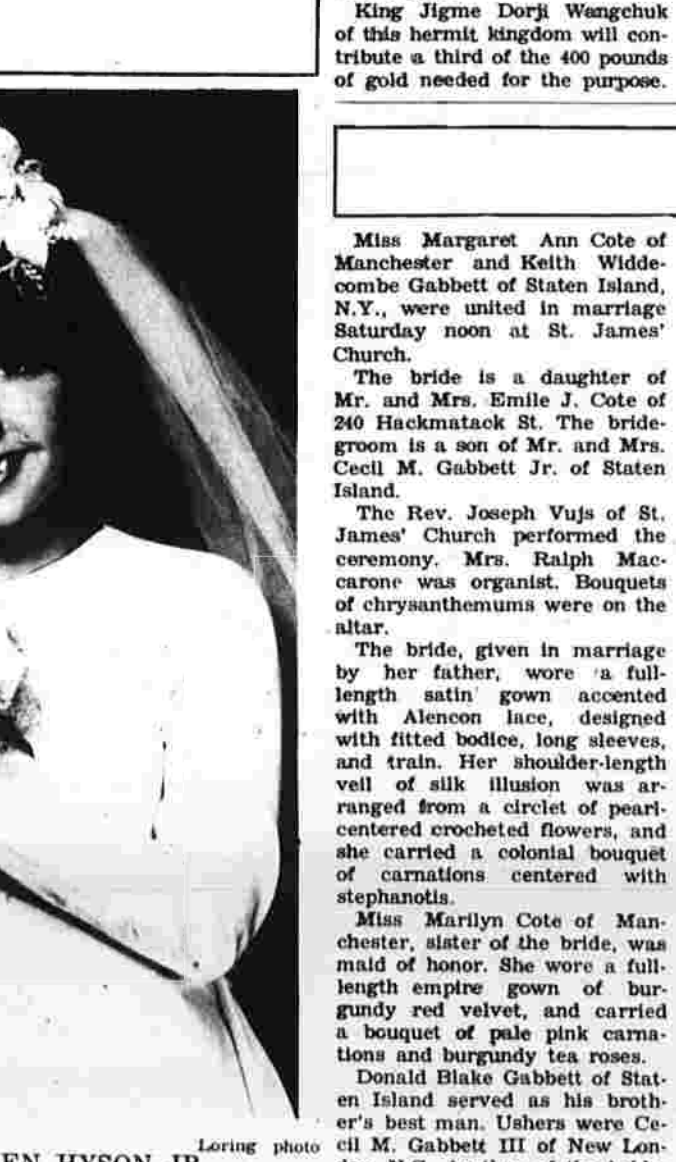 King Jigme Dorji Wangchuk
of this hermit kingdom will con-
tribute a third of the 400 pounds
of gold needed for the purpose.
Miss Margaret Ann Cote of
Manchester and Keith Widde-
combe Gabbett of Staten Island,
N.Y., were united in marriage
Saturday noon at St. James'
Church.
The bride is a daughter of
Mr. and Mrs. Emile J. Cote of
240 Hackmatack St. The bride-
groom is a son of Mr. and Mrs.
Cecil M. Gabbett Jr. of Staten
Island.
The Rev. Joseph Vujs of St.
James' Church performed the
ceremony. Mrs. Ralph Mac-
carone was organist. Bouquets
of chrysanthemums were on the
altar.
The bride, given in marriage
by her father, wore a full-
length satin gown accented
with Alencon lace, designed
with fitted bodice, long sleeves,
and train. Her shoulder-length
veil of silk illusion was ar-
ranged from a circlet of pearl-
centered crocheted flowers, and
she carried a colonial bouquet
of carnations centered with
stephanotis.
Miss Marilyn Cote of Man-
chester, sister of the bride, was
maid of honor. She wore a full-
length empire gown of bur-
gundy red velvet, and carried
a bouquet of pale pink carna-
tions and burgundy tea roses.
Donald Blake Gabbett of Stat-
en Island served as his broth-
er's best man. Ushers were Ce-
cil M. Gabbett III of New Lon-
Loring photo
EN HYSON JR